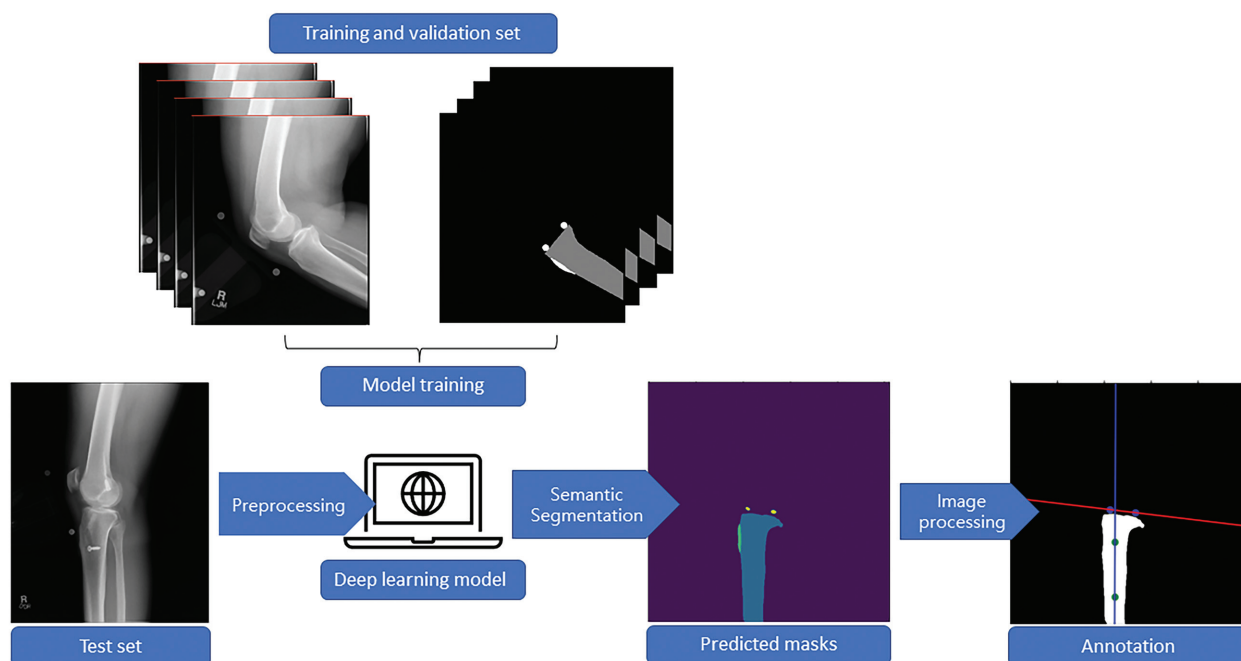 Training and validation set
R
LJM
Model training
Preprocessing
Semantic
Segmentation
Image
processing
Deep learning model
R
Test set
Predicted masks
Annotation